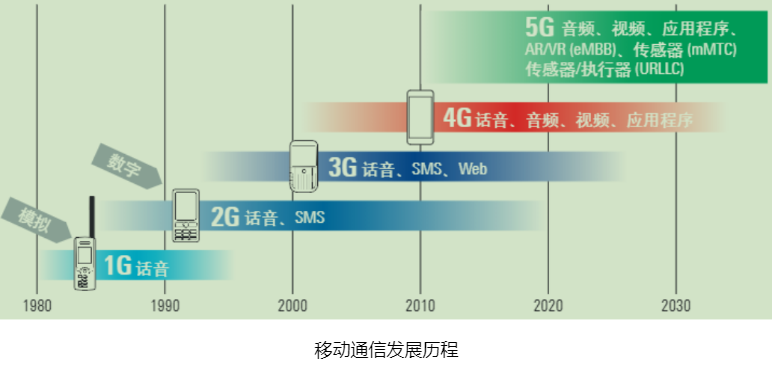 5G 音频、视频、应用程序、
AR/VR (eMBB)、传感器 (mMTC)
传感器/执行器 (URLLC)
4G 话音、音频、视频、应用程序
数字
3G 话音、SMS、Web
模拟
2G 话音、SMS
1G 话音
1980 1990 2000 2010 2020 2030
移动通信发展历程